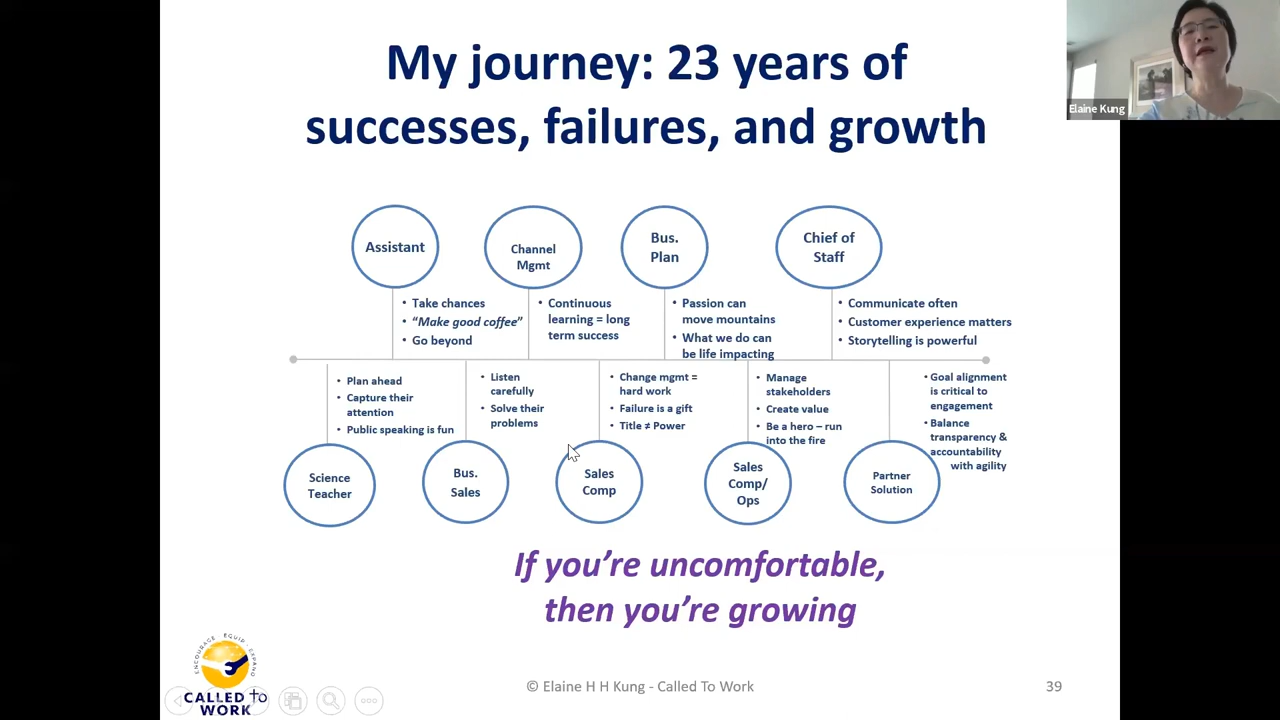 My journey: 23 years of
successes, failures, and growth
Elaine Kung
Assistant
Channel
Mgmt
Bus.
Plan
Chief of
Staff
• Take chances
• “Make good coffee”
• Go beyond
• Continuous
learning = long
term success
• Passion can
move mountains
• What we do can
be life impacting
• Communicate often
• Customer experience matters
• Storytelling is powerful
• Plan ahead
• Capture their
attention
• Public speaking is fun
• Listen
carefully
• Solve their
problems
• Change mgmt =
hard work
• Failure is a gift
• Title ≠ Power
• Manage
stakeholders
• Create value
• Be a hero – run
into the fire
• Goal alignment
is critical to
engagement
• Balance
transparency &
accountability
with agility
Science
Teacher
Bus.
Sales
Sales
Comp
Sales
Comp/
Ops
Partner
Solution
If you’re uncomfortable,
then you’re growing
ENCOURAGE · EQUIP · EXPAND
CALLED TO
WORK
© Elaine H H Kung - Called To Work
39